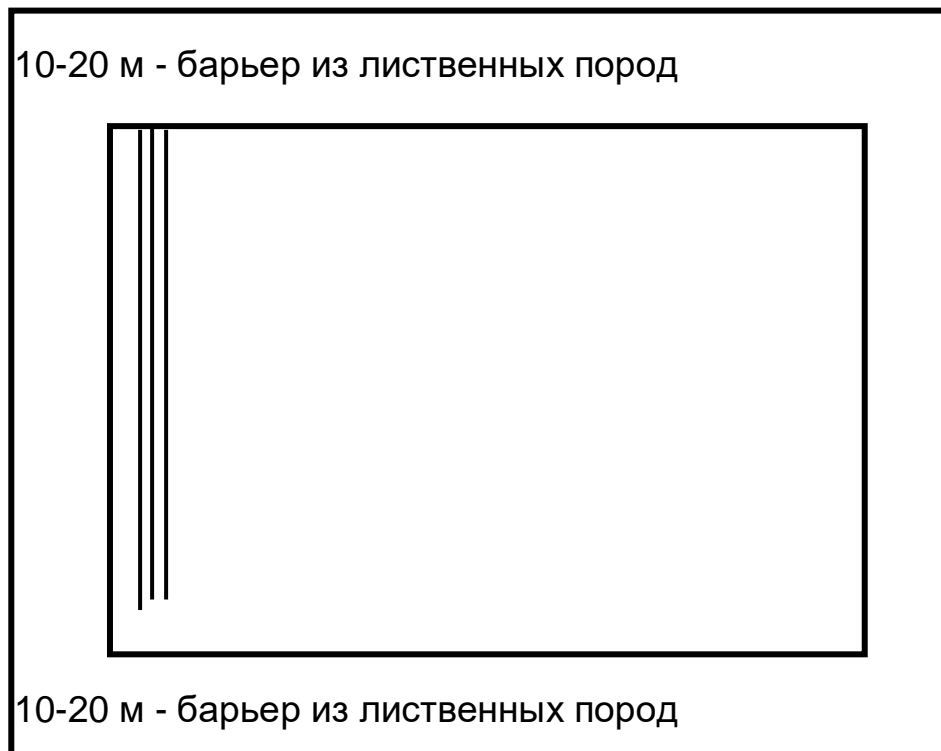 10-20 м - барьер из лиственных пород
10-20 м - барьер из лиственных пород